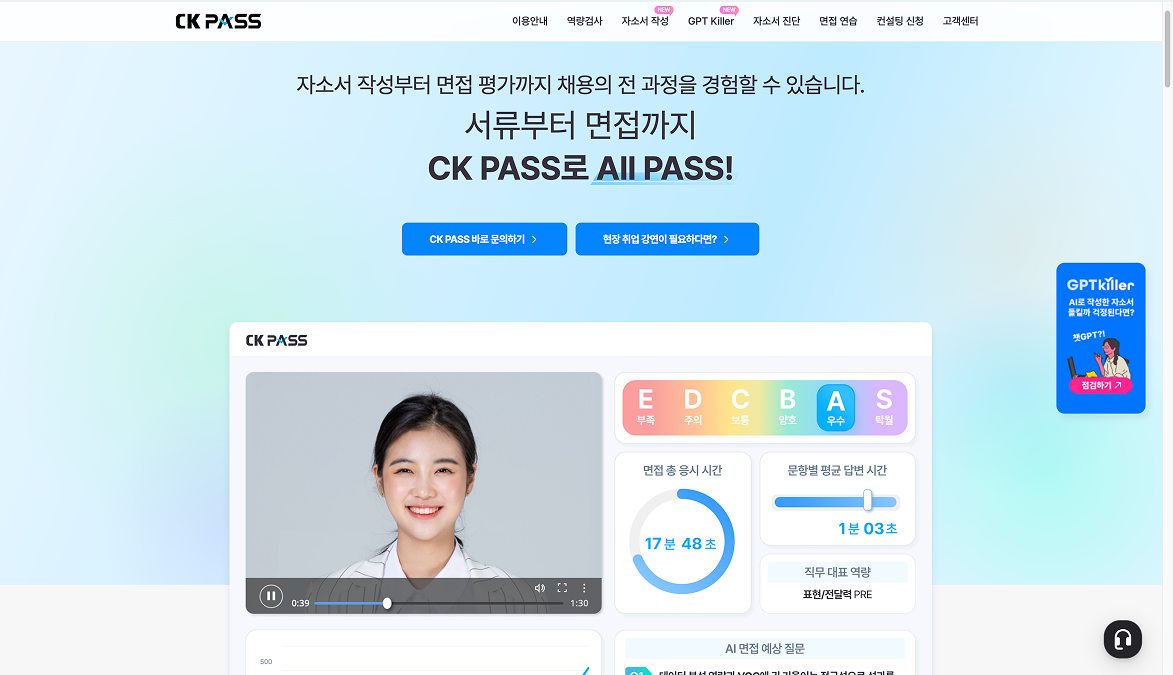 CK PASS
이용안내
역량검사
자소서 작성
NEW
GPT Killer
NEW
자소서 진단
면접 연습
컨설팅 신청
고객센터
자소서 작성부터 면접 평가까지 채용의 전 과정을 경험할 수 있습니다.
서류부터 면접까지
CK PASS로 All PASS!
CK PASS 바로 문의하기
현장 취업 강연이 필요하다면?
GPTkiller
AI로 작성한 자소서
들킬까 걱정된다면?
챗GPT?!
점검하기
CK PASS
E D C B A S
부족 주의 보통 양호 우수 탁월
면접 총 응시 시간
17분 48초
문항별 평균 답변 시간
1분 03초
직무 대표 역량
표현/전달력 PRE
0:39
1:30
500
AI 면접 예상 질문